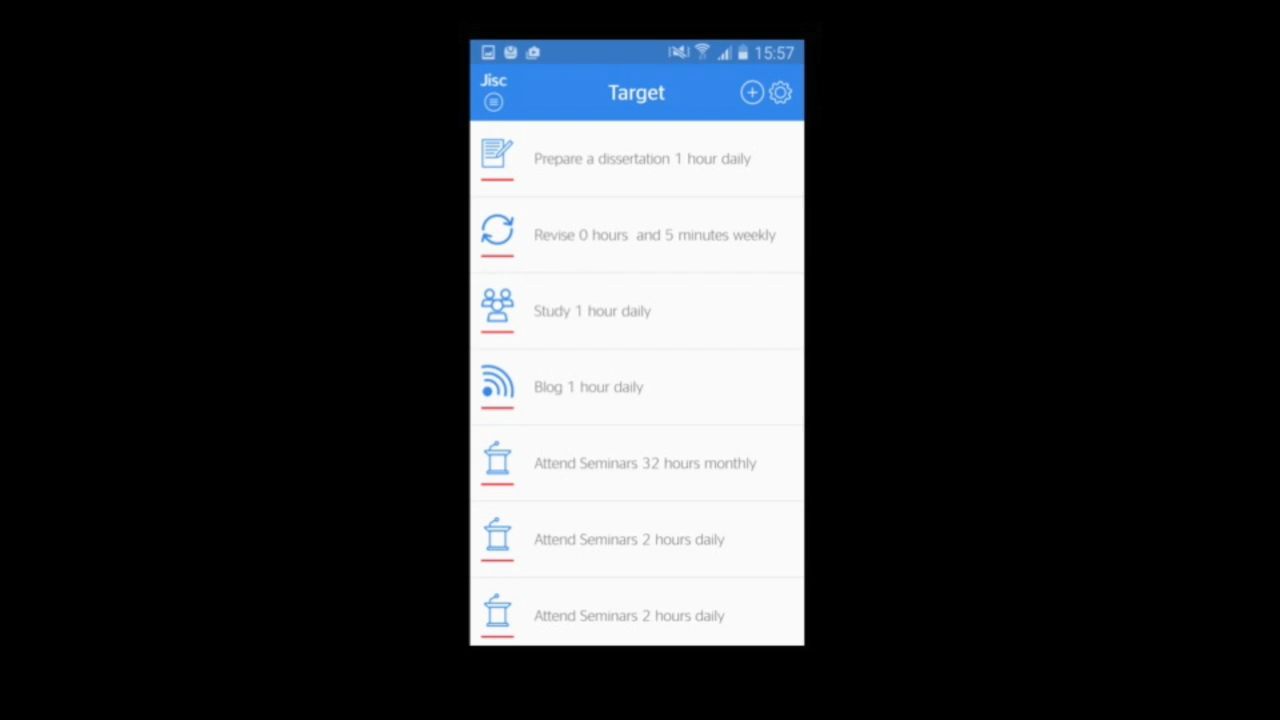 15:57
Jisc
Target
Prepare a dissertation 1 hour daily
Revise 0 hours  and 5 minutes weekly
Study 1 hour daily
Blog 1 hour daily
Attend Seminars 32 hours monthly
Attend Seminars 2 hours daily
Attend Seminars 2 hours daily